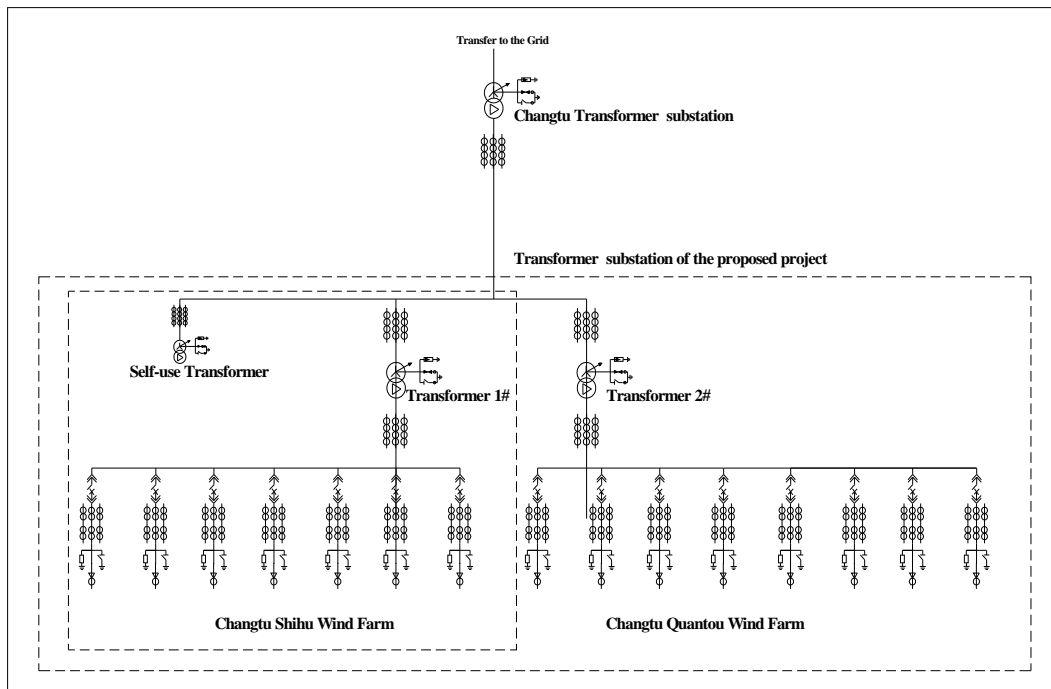 Transfer to the Grid
Changtu Transformer substation
Transformer substation of the proposed project
Self-use Transformer
Transformer 1#
Transformer 2#
Changtu Shihu Wind Farm
Changtu Quantou Wind Farm